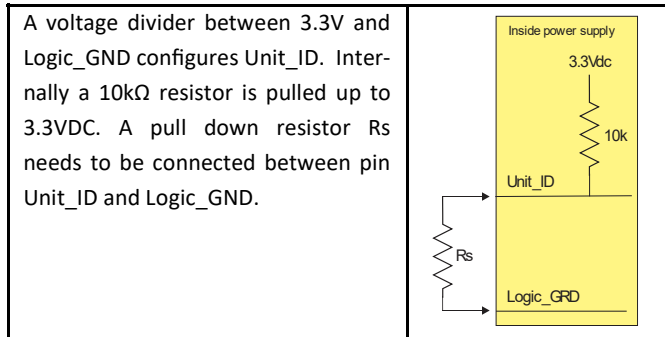 A voltage divider between 3.3V and
Logic_GND configures Unit_ID. Inter-
nally a 10kΩ resistor is pulled up to
3.3VDC. A pull down resistor Rs
needs to be connected between pin
Unit_ID and Logic_GND.
Inside power supply
3.3Vdc
10k
Unit_ID
Rs
Logic_GRD